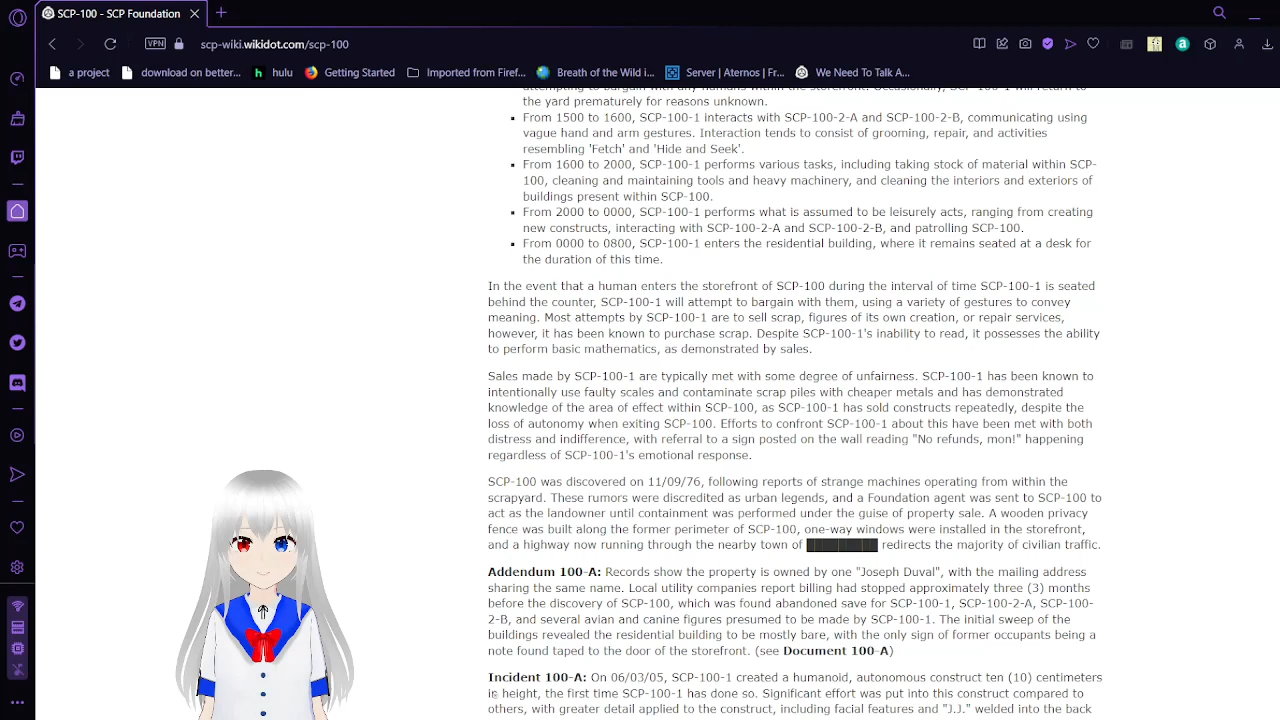 SCP-100 - SCP Foundation
VPN
scp-wiki.wikidot.com/scp-100
a project
download on better...
h hulu
Getting Started
Imported from Firef...
Breath of the Wild i...
Server | Aternos | Fr...
We Need To Talk A...
attempting to bargain with any humans within the storefront. Occasionally, SCP-100-1 will return to
the yard prematurely for reasons unknown.
From 1500 to 1600, SCP-100-1 interacts with SCP-100-2-A and SCP-100-2-B, communicating using
vague hand and arm gestures. Interaction tends to consist of grooming, repair, and activities
resembling 'Fetch' and 'Hide and Seek'.
From 1600 to 2000, SCP-100-1 performs various tasks, including taking stock of material within SCP-
100, cleaning and maintaining tools and heavy machinery, and cleaning the interiors and exteriors of
buildings present within SCP-100.
From 2000 to 0000, SCP-100-1 performs what is assumed to be leisurely acts, ranging from creating
new constructs, interacting with SCP-100-2-A and SCP-100-2-B, and patrolling SCP-100.
From 0000 to 0800, SCP-100-1 enters the residential building, where it remains seated at a desk for
the duration of this time.
In the event that a human enters the storefront of SCP-100 during the interval of time SCP-100-1 is seated
behind the counter, SCP-100-1 will attempt to bargain with them, using a variety of gestures to convey
meaning. Most attempts by SCP-100-1 are to sell scrap, figures of its own creation, or repair services,
however, it has been known to purchase scrap. Despite SCP-100-1's inability to read, it possesses the ability
to perform basic mathematics, as demonstrated by sales.
Sales made by SCP-100-1 are typically met with some degree of unfairness. SCP-100-1 has been known to
intentionally use faulty scales and contaminate scrap piles with cheaper metals and has demonstrated
knowledge of the area of effect within SCP-100, as SCP-100-1 has sold constructs repeatedly, despite the
loss of autonomy when exiting SCP-100. Efforts to confront SCP-100-1 about this have been met with both
distress and indifference, with referral to a sign posted on the wall reading "No refunds, mon!" happening
regardless of SCP-100-1's emotional response.
SCP-100 was discovered on 11/09/76, following reports of strange machines operating from within the
scrapyard. These rumors were discredited as urban legends, and a Foundation agent was sent to SCP-100 to
act as the landowner until containment was performed under the guise of property sale. A wooden privacy
fence was built along the former perimeter of SCP-100, one-way windows were installed in the storefront,
and a highway now running through the nearby town of ████████ redirects the majority of civilian traffic.
Addendum 100-A: Records show the property is owned by one "Joseph Duval", with the mailing address
sharing the same name. Local utility companies report billing had stopped approximately three (3) months
before the discovery of SCP-100, which was found abandoned save for SCP-100-1, SCP-100-2-A, SCP-100-
2-B, and several avian and canine figures presumed to be made by SCP-100-1. The initial sweep of the
buildings revealed the residential building to be mostly bare, with the only sign of former occupants being a
note found taped to the door of the storefront. (see Document 100-A)
Incident 100-A: On 06/03/05, SCP-100-1 created a humanoid, autonomous construct ten (10) centimeters
in height, the first time SCP-100-1 has done so. Significant effort was put into this construct compared to
others, with greater detail applied to the construct, including facial features and "J.J." welded into the back